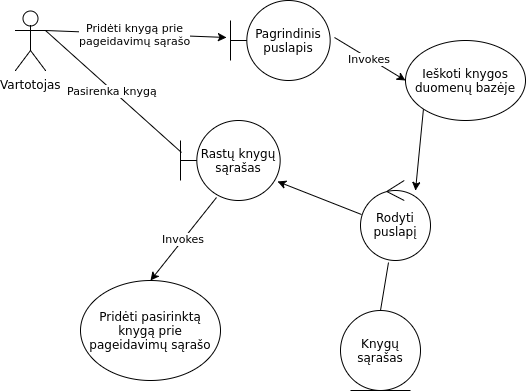 Pridėti knygą prie
pageidavimų sąrašo
Pagrindinis
puslapis
Invokes
Ieškoti knygos
duomenų bazėje
Vartotojas
Pasirenka knygą
Rastų knygų
sąrašas
Rodyti
puslapį
Invokes
Pridėti pasirinktą
knygą prie
pageidavimų sąrašo
Knygų
sąrašas